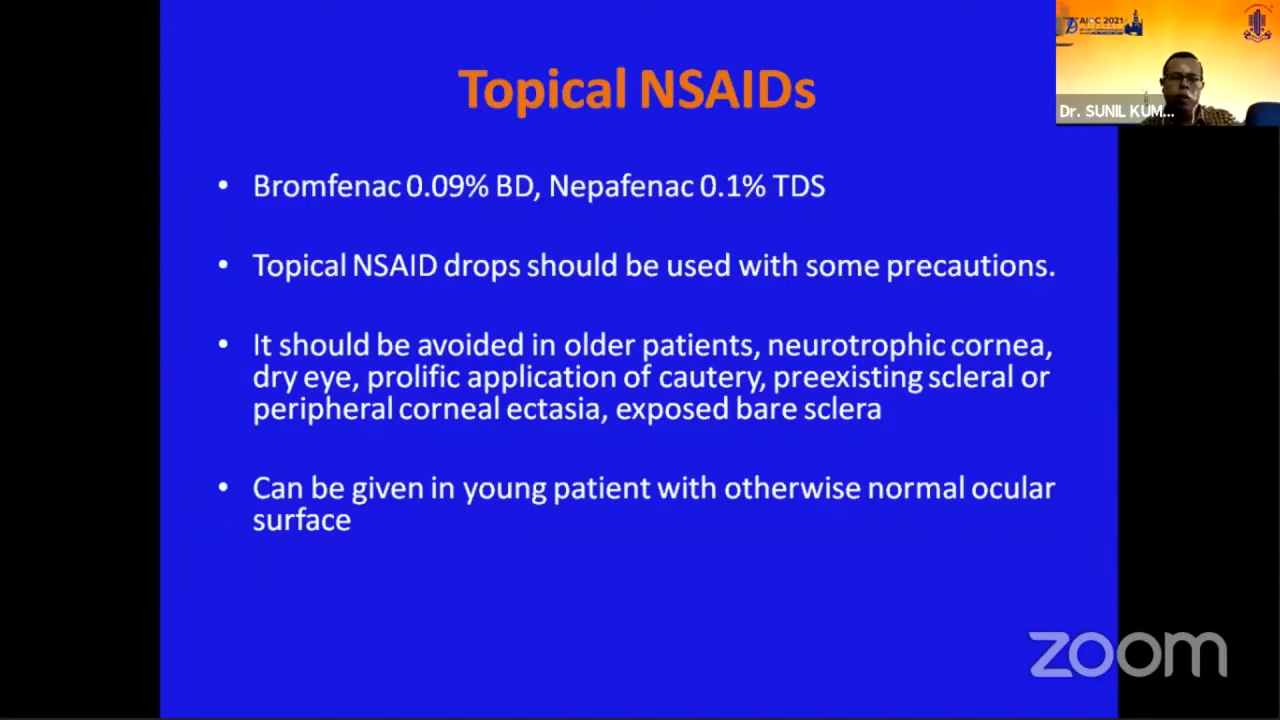 Topical NSAIDs
• Bromfenac 0.09% BD, Nepafenac 0.1% TDS
• Topical NSAID drops should be used with some precautions.
• It should be avoided in older patients, neurotrophic cornea,
dry eye, prolific application of cautery, preexisting scleral or
peripheral corneal ectasia, exposed bare sclera
• Can be given in young patient with otherwise normal ocular
surface
AIOC 2021
Dr. SUNIL KUM...
zoom